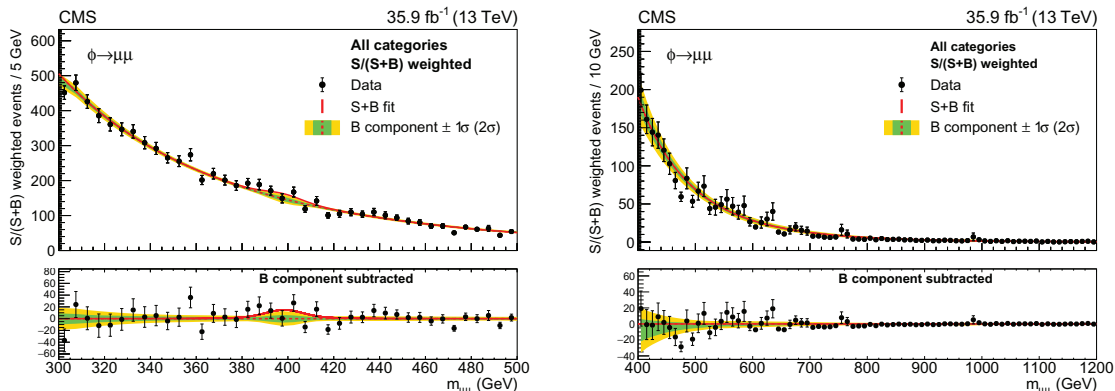 CMS 35.9 fb⁻¹ (13 TeV)
S/(S+B) weighted events / 5 GeV
600
500
400
300
200
100
0
ϕ→μμ
All categories
S/(S+B) weighted
Data
S+B fit
B component ± 1σ (2σ)
B component subtracted
80
60
40
20
0
−20
−40
−60
300 320 340 360 380 400 420 440 460 480 500
mμμ (GeV)
CMS 35.9 fb⁻¹ (13 TeV)
S/(S+B) weighted events / 10 GeV
250
200
150
100
50
0
ϕ→μμ
All categories
S/(S+B) weighted
Data
S+B fit
B component ± 1σ (2σ)
B component subtracted
60
40
20
0
−20
−40
400 500 600 700 800 900 1000 1100 1200
mμμ (GeV)